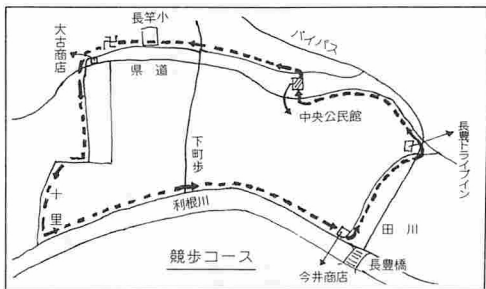 長竿小
大古商店
県道
バイパス
中央公民館
長豊ドライブイン
下町歩
十里
利根川
田川
競歩コース
今井商店
長豊橋